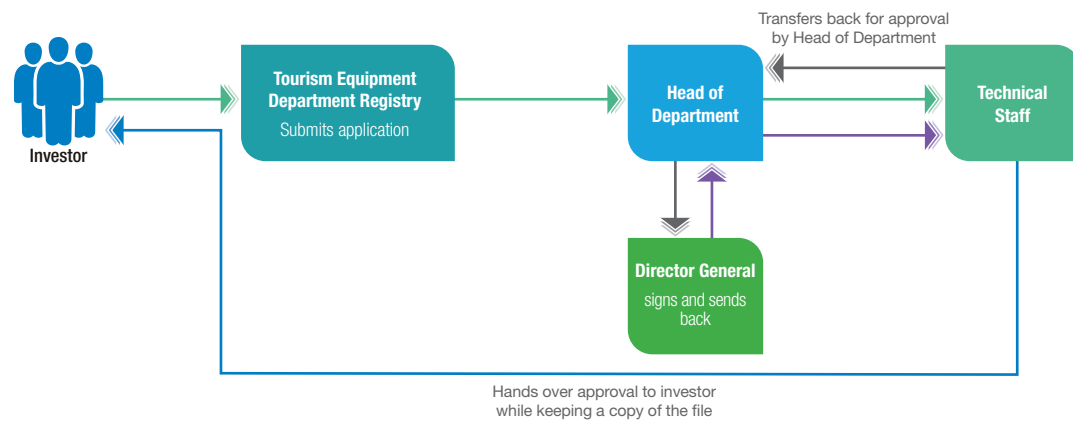 Investor
Tourism Equipment
Department Registry
Submits application
Head of
Department
Transfers back for approval
by Head of Department
Technical
Staff
Director General
signs and sends
back
Hands over approval to investor
while keeping a copy of the file